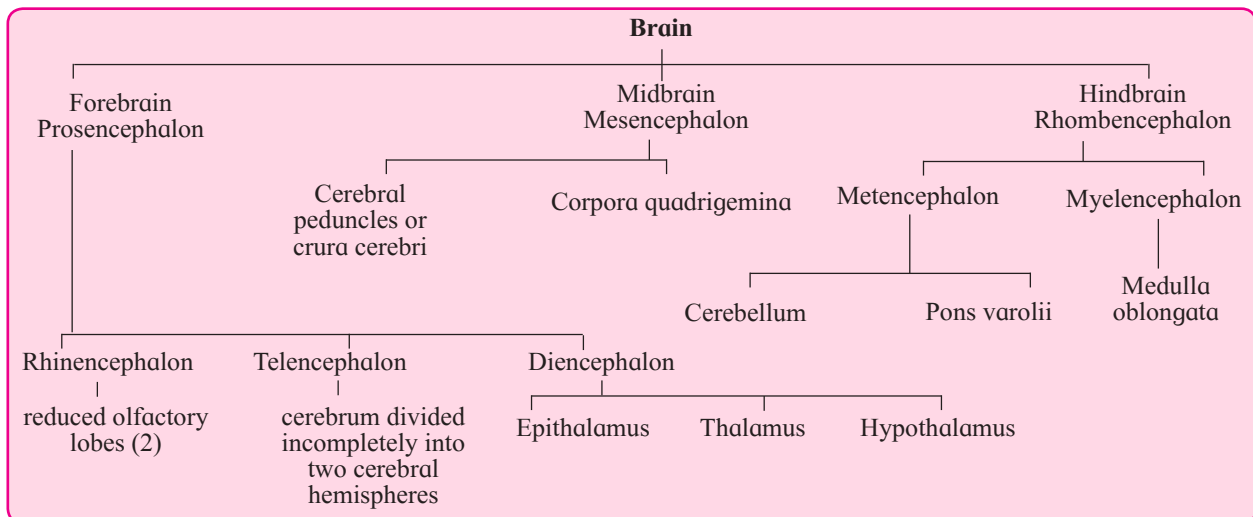 Brain
Forebrain
Prosencephalon
Midbrain
Mesencephalon
Hindbrain
Rhombencephalon
Cerebral
peduncles or
crura cerebri
Corpora quadrigemina
Metencephalon
Myelencephalon
Cerebellum
Pons varolii
Medulla
oblongata
Rhinencephalon
Telencephalon
Diencephalon
reduced olfactory
lobes (2)
cerebrum divided
incompletely into
two cerebral
hemispheres
Epithalamus
Thalamus
Hypothalamus